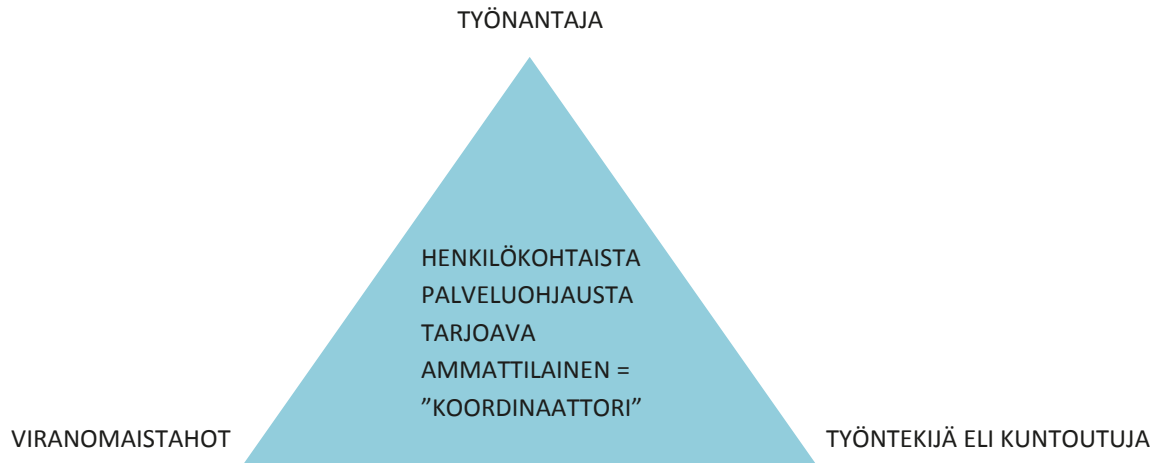 TYÖNANTAJA
HENKILÖKOHTAISTA
PALVELUOHJAUSTA
TARJOAVA
AMMATTILAINEN =
”KOORDINAATTORI”
VIRANOMAISTAHOT
TYÖNTEKIJÄ ELI KUNTOUTUJA